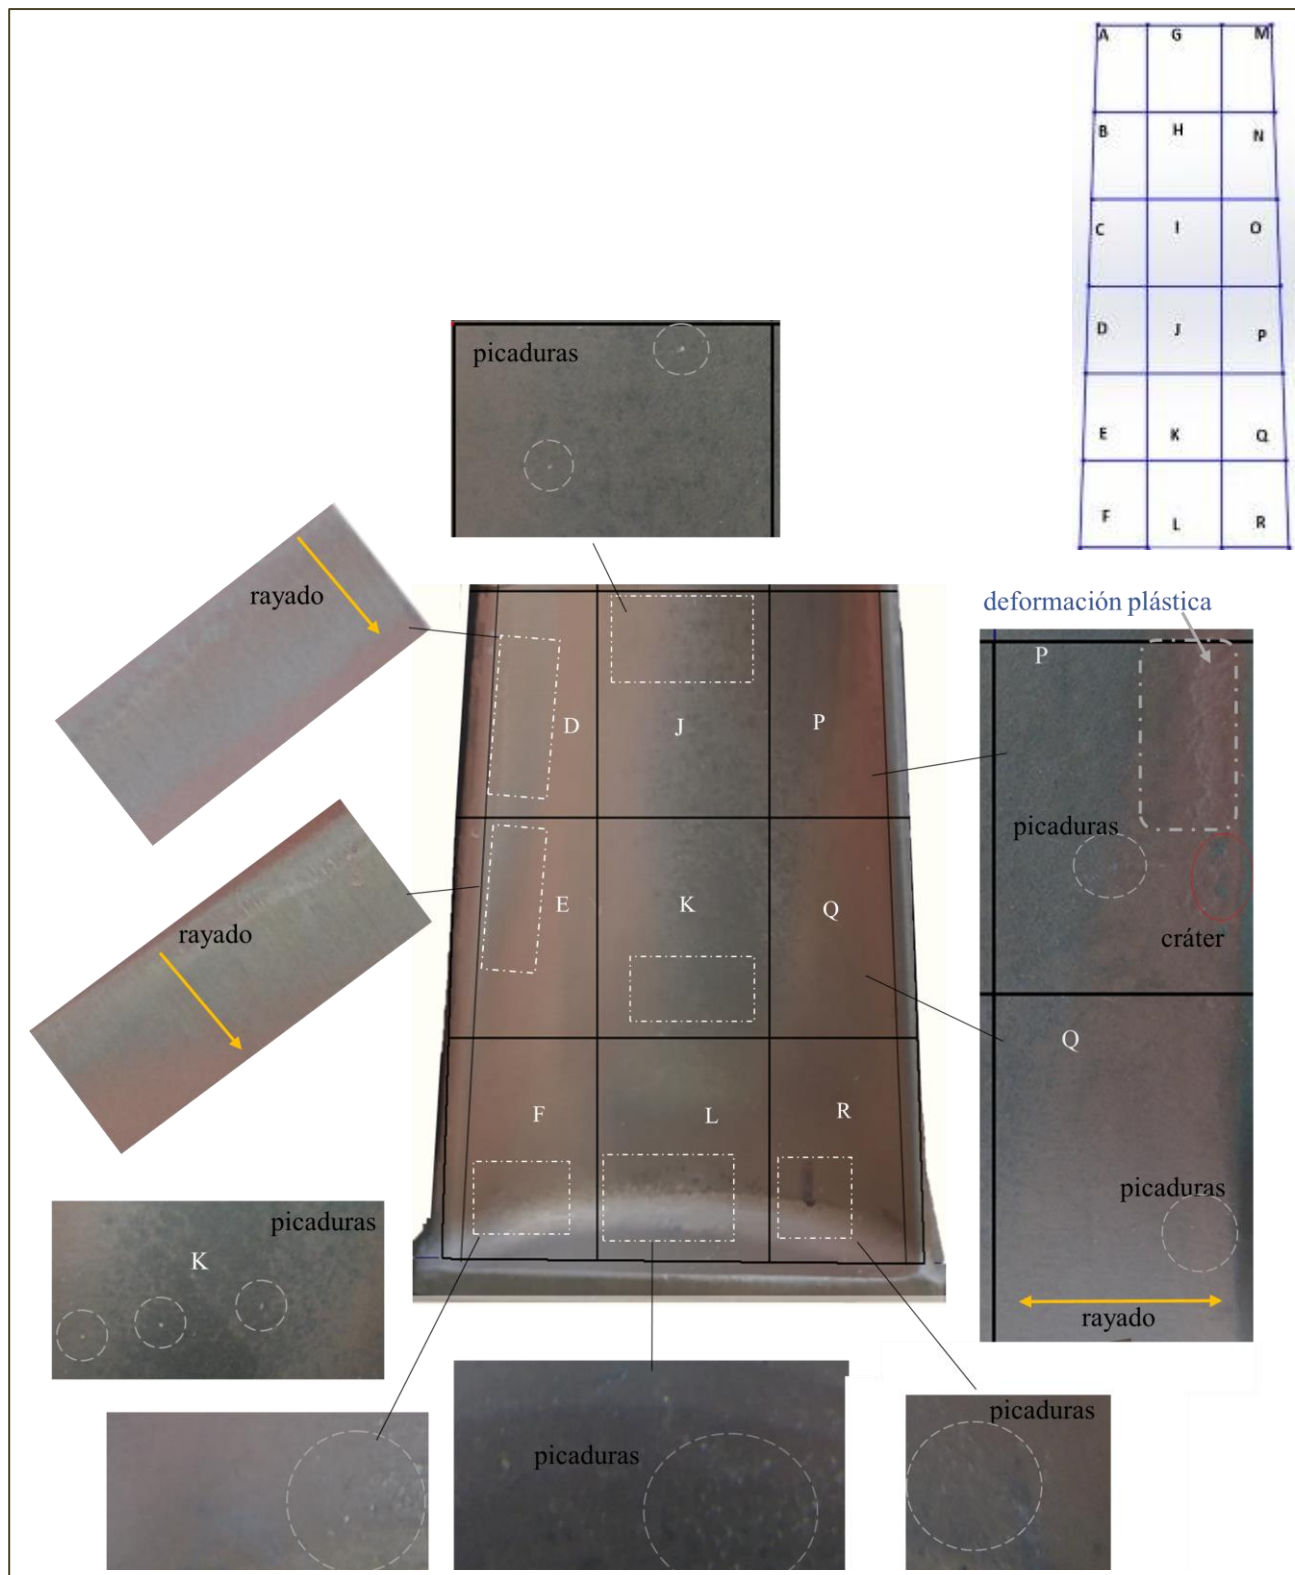 A G M
B H N
C I O
D J P
E K Q
F L R
picaduras
rayado
deformación plástica
P
D J P
picaduras
cráter
rayado
E K Q
Q
F L R
picaduras
K
picaduras
rayado
picaduras
picaduras